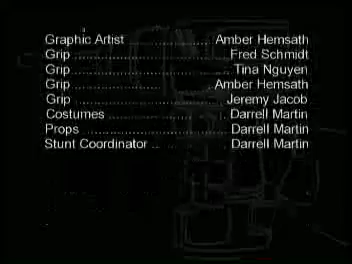 Graphic Artist ..................... Amber Hemsath
Grip ..................................... Fred Schmidt
Grip ..................................... Tina Nguyen
Grip ..................................... Amber Hemsath
Grip ..................................... Jeremy Jacob
Costumes ........................... Darrell Martin
Props ................................... Darrell Martin
Stunt Coordinator .. ............ Darrell Martin